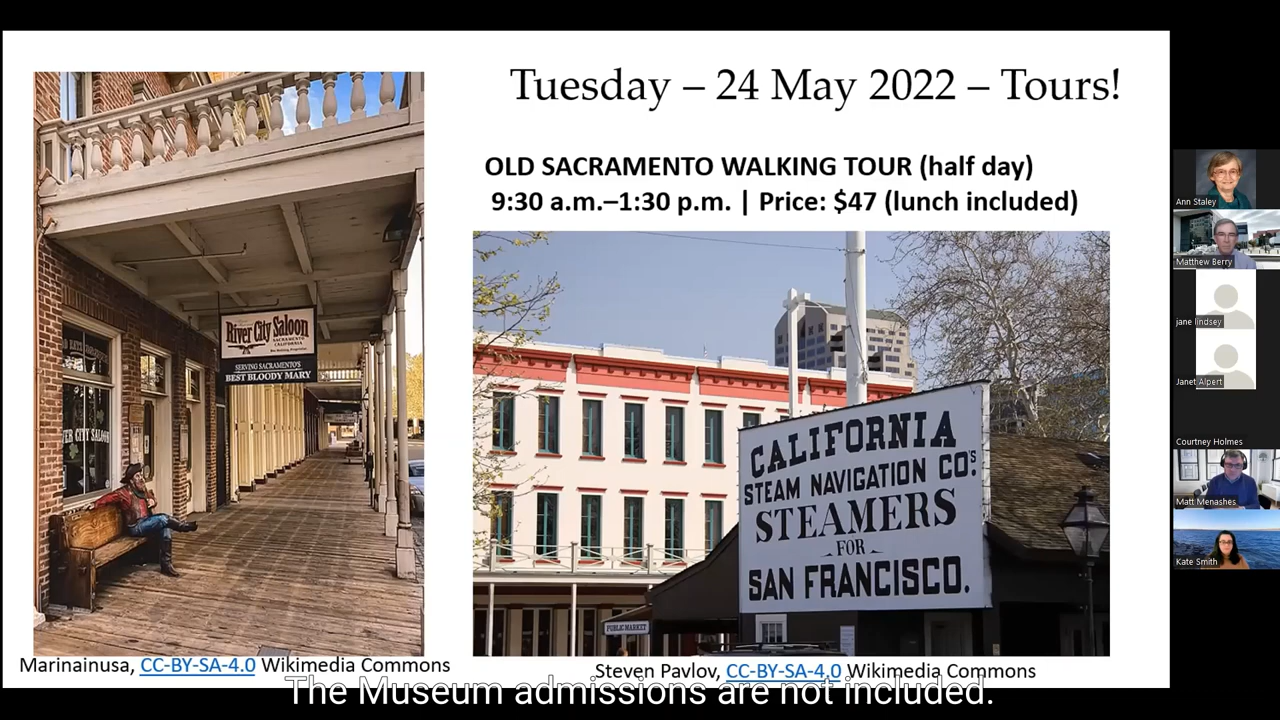 Tuesday – 24 May 2022 – Tours!
OLD SACRAMENTO WALKING TOUR (half day)
9:30 a.m.–1:30 p.m. | Price: $47 (lunch included)
River City Saloon
SACRAMENTO
CALIFORNIA
SERVING SACRAMENTO'S
BEST BLOODY MARY
ER CITY SALOON
CALIFORNIA
STEAM NAVIGATION CO'S.
STEAMERS
FOR
SAN FRANCISCO.
PUBLIC MARKET
Marinainusa, CC-BY-SA-4.0 Wikimedia Commons
Steven Pavlov, CC-BY-SA-4.0 Wikimedia Commons
The Museum admissions are not included.
Ann Staley
Matthew Berry
jane lindsey
Janet Alpert
Courtney Holmes
Matt Menashes
Kate Smith